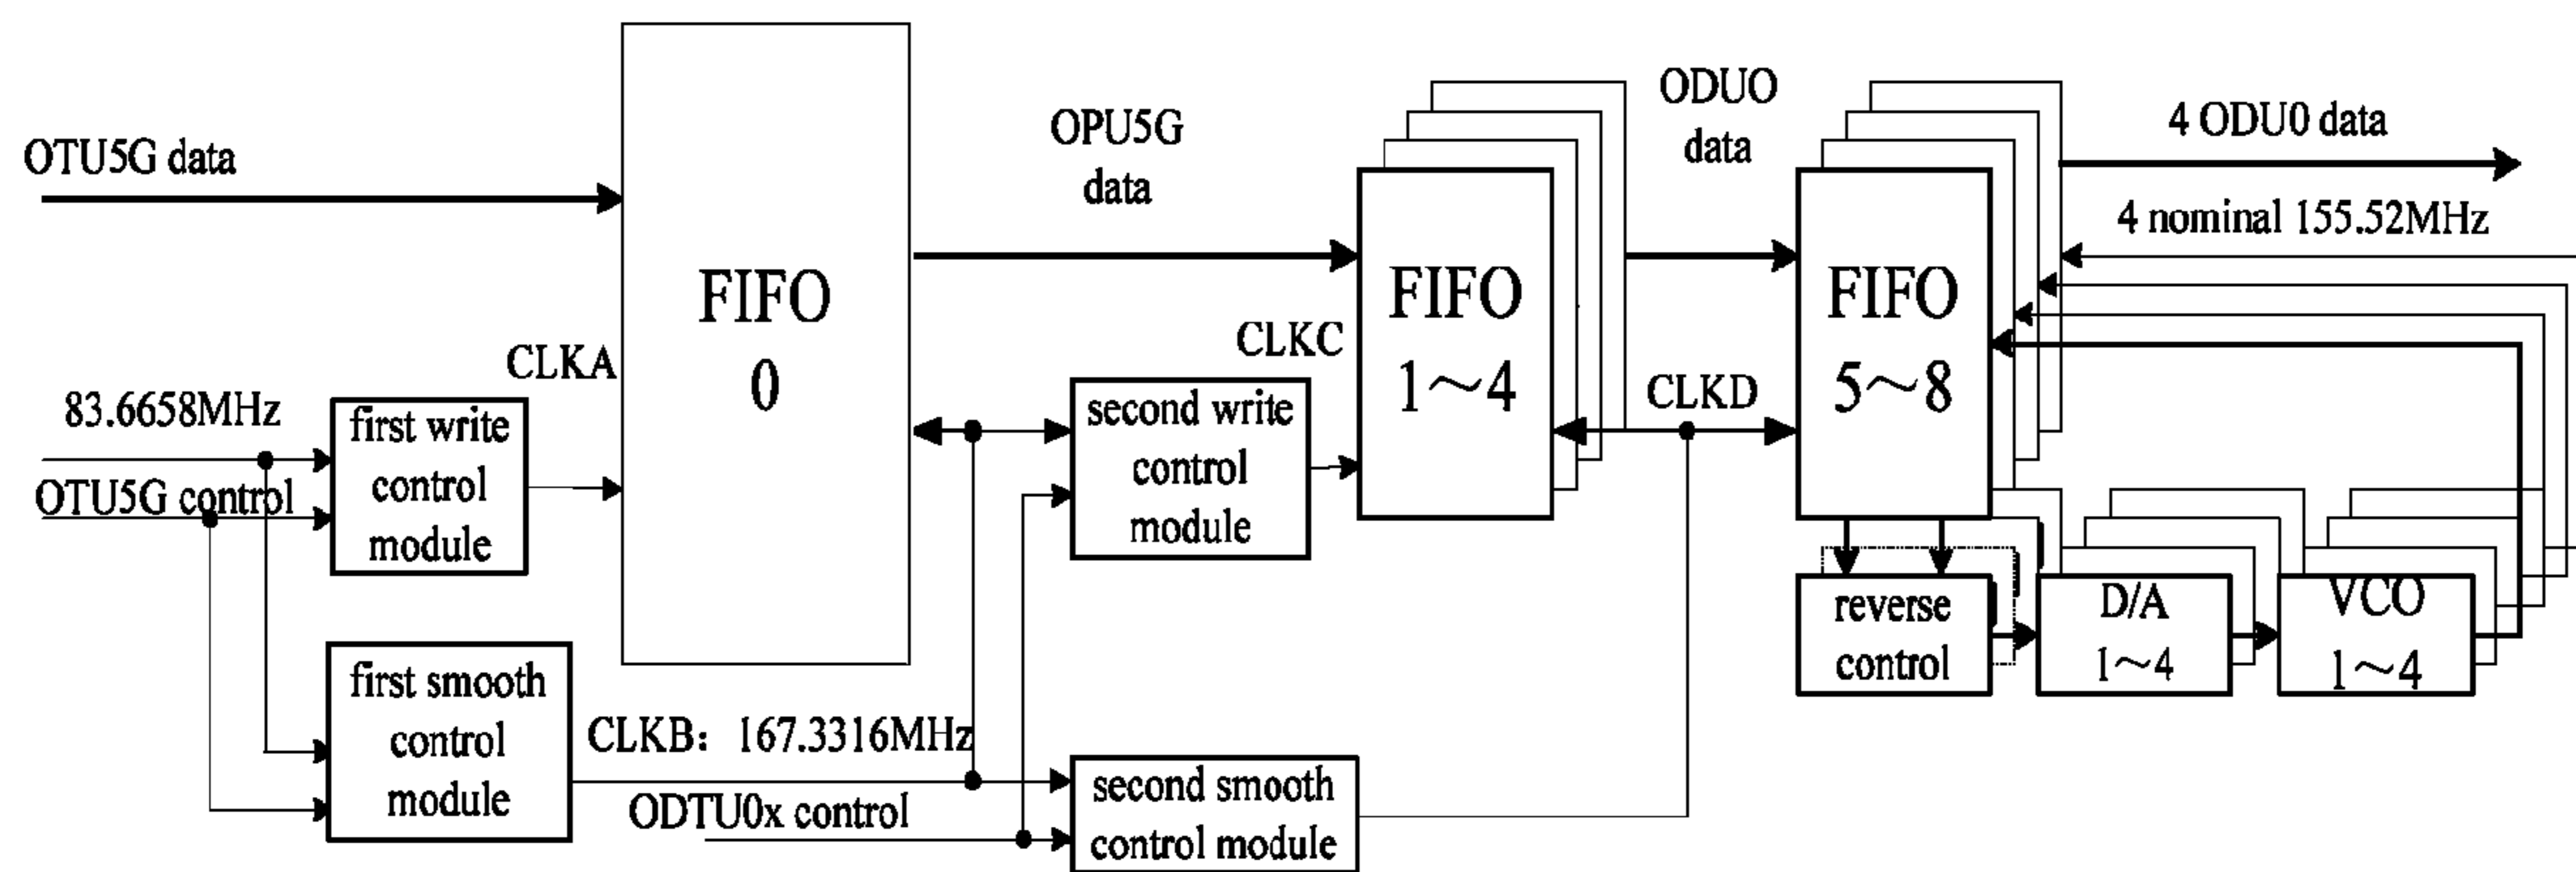 OTU5G data
FIFO
0
OPU5G
data
FIFO
1～4
ODUO
data
FIFO
5～8
4 ODU0 data
4 nominal 155.52MHz
CLKA
CLKC
CLKD
83.6658MHz
OTU5G control
first write
control
module
second write
control
module
first smooth
control
module
CLKB: 167.3316MHz
ODTU0x control
second smooth
control module
reverse
control
D/A
1～4
VCO
1～4